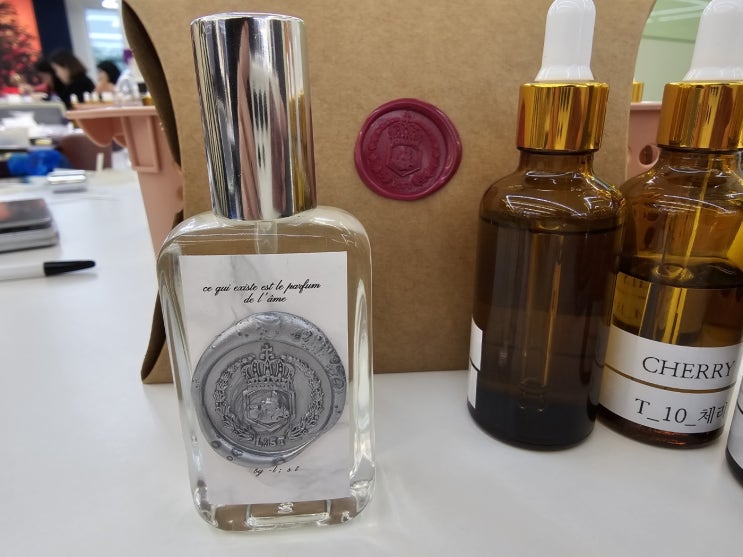 ce qui existe est le parfum
de l'âme
CHERRY
T_10_체리